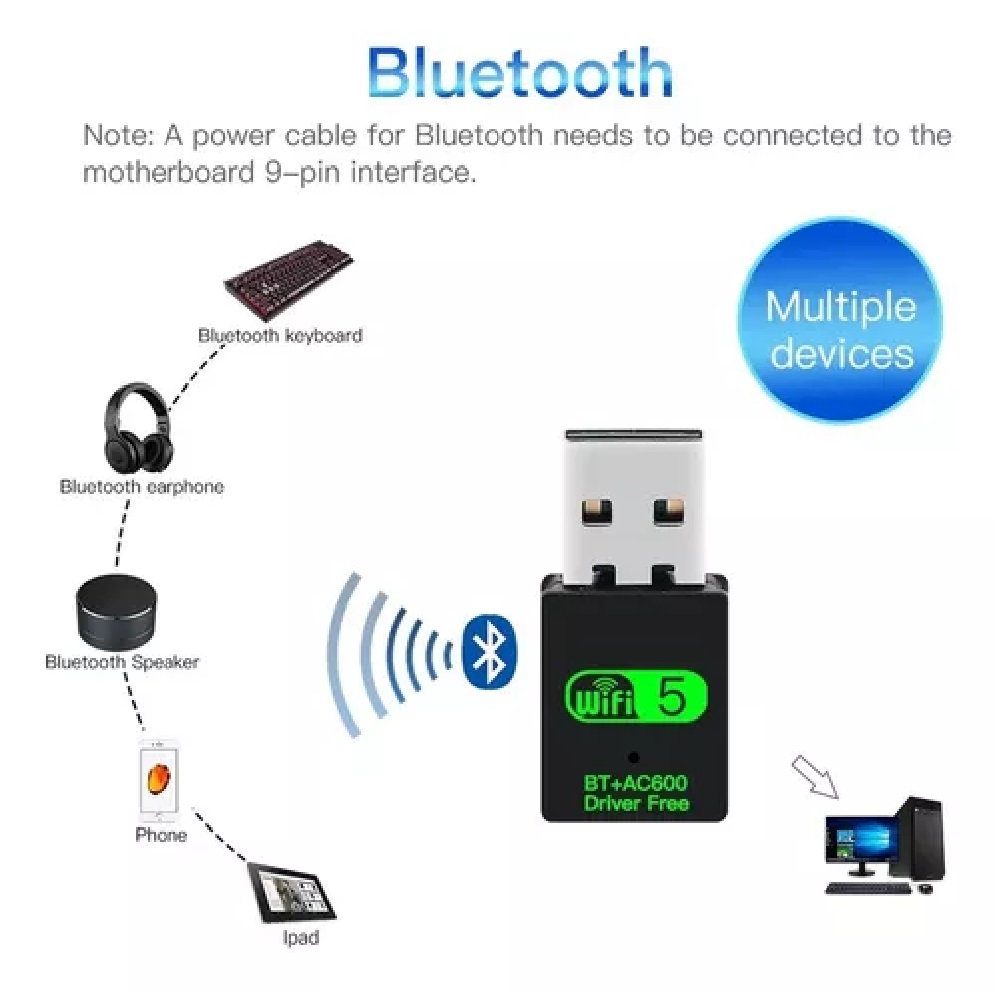 Bluetooth
Note: A power cable for Bluetooth needs to be connected to the
motherboard 9–pin interface.
Multiple
devices
Bluetooth keyboard
Bluetooth earphone
Bluetooth Speaker
Phone
Ipad
WiFi 5
BT+AC600
Driver Free